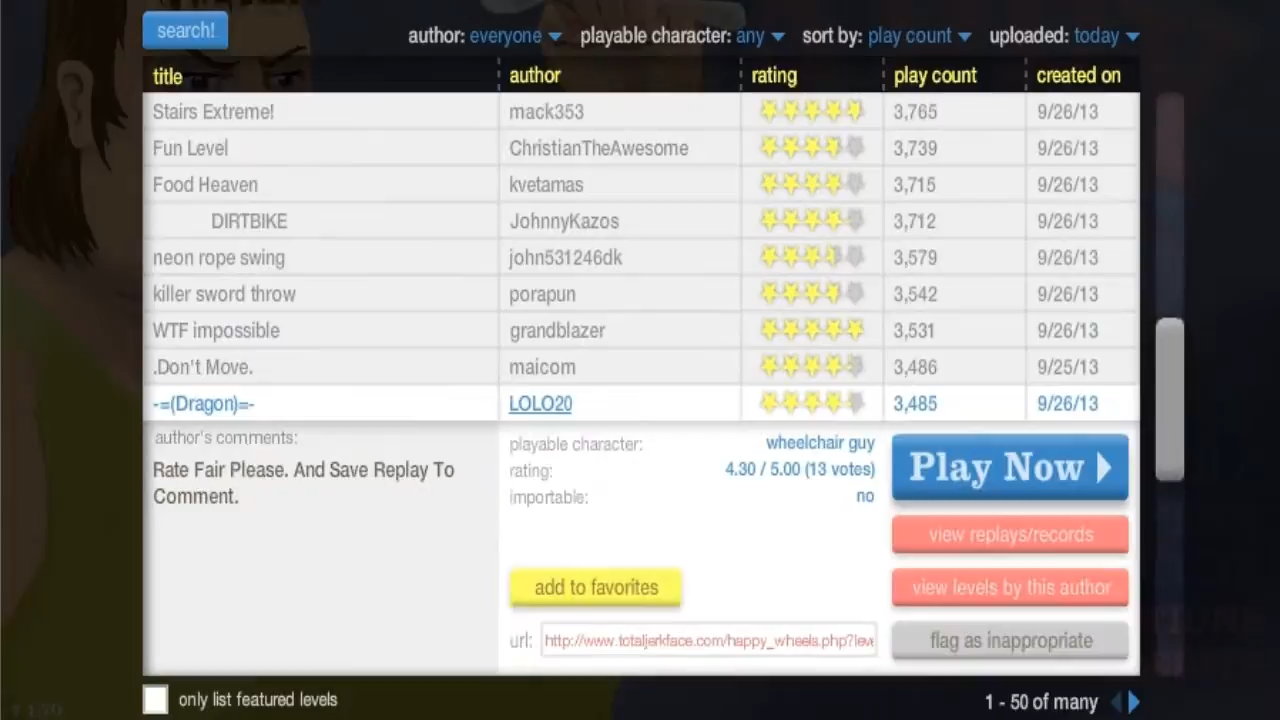 search!
author: everyone playable character: any sort by: play count uploaded: today
title author rating play count created on
Stairs Extreme! mack353 3,765 9/26/13
Fun Level ChristianTheAwesome 3,739 9/26/13
Food Heaven kvetamas 3,715 9/26/13
DIRTBIKE JohnnyKazos 3,712 9/26/13
neon rope swing john531246dk 3,579 9/26/13
killer sword throw porapun 3,542 9/26/13
WTF impossible grandblazer 3,531 9/26/13
.Don't Move. maicom 3,486 9/25/13
-=(Dragon)=- LOLO20 3,485 9/26/13
author's comments:
Rate Fair Please. And Save Replay To
Comment.
playable character: wheelchair guy
rating: 4.30 / 5.00 (13 votes)
importable: no
add to favorites
url: http://www.totaljerkface.com/happy_wheels.php?leve
Play Now
view replays/records
view levels by this author
flag as inappropriate
only list featured levels
1 - 50 of many